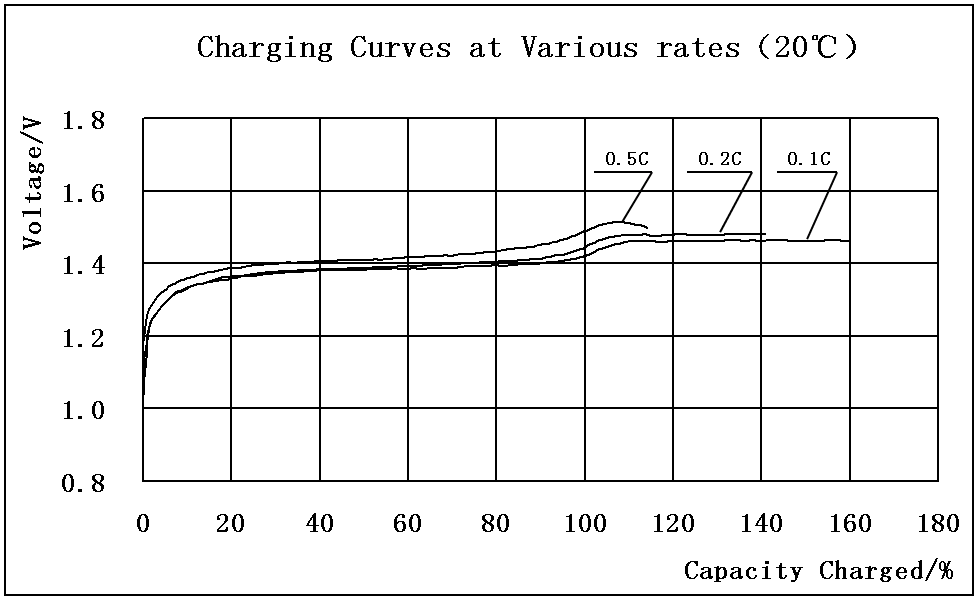 Charging Curves at Various rates（20℃）
Voltage/V
1.8
1.6
1.4
1.2
1.0
0.8
0.5C
0.2C
0.1C
0 20 40 60 80 100 120 140 160 180
Capacity Charged/%